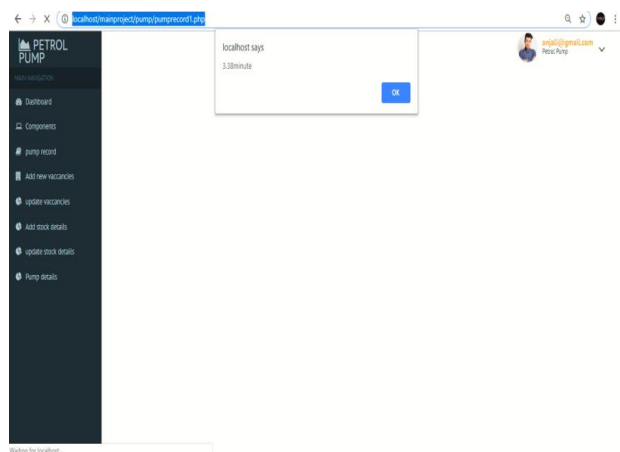 localhost/mainproject/pump/pumprecord1.php
PETROL
PUMP
MAIN NAVIGATION
Dashboard
Components
pump record
Add new vaccancies
update vaccancies
Add stock details
update stock details
Pump details
localhost says
3.38minute
OK
anjali@gmail.com
Petrol Pump
Waiting for localhost...